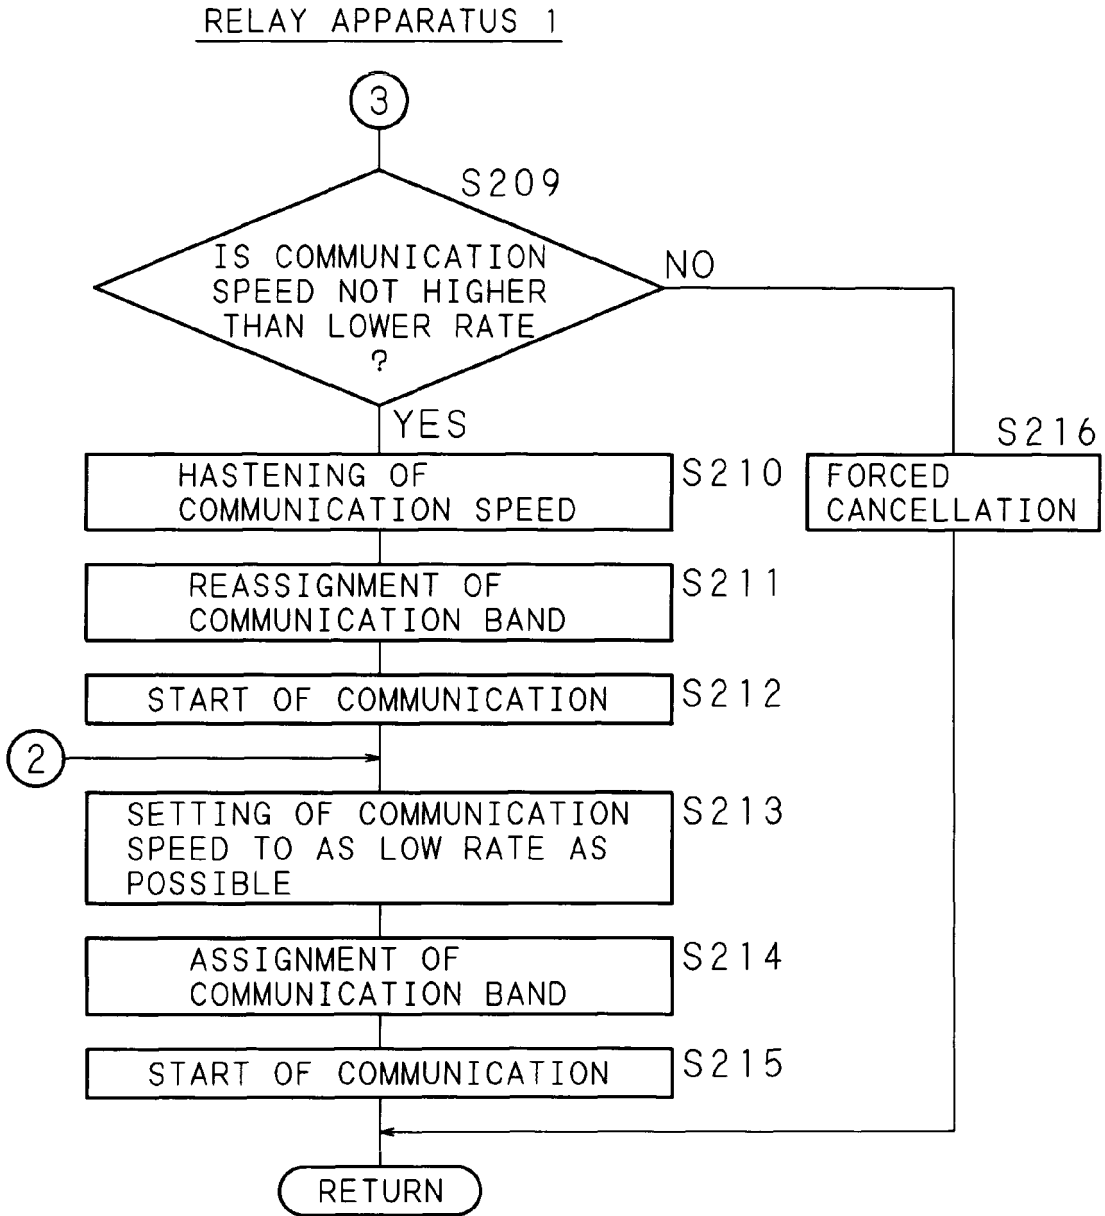 RELAY APPARATUS 1
3
S209
IS COMMUNICATION
SPEED NOT HIGHER
THAN LOWER RATE
?
NO
YES
S216
HASTENING OF
COMMUNICATION SPEED
S210
FORCED
CANCELLATION
REASSIGNMENT OF
COMMUNICATION BAND
S211
START OF COMMUNICATION
S212
2
SETTING OF COMMUNICATION
SPEED TO AS LOW RATE AS
POSSIBLE
S213
ASSIGNMENT OF
COMMUNICATION BAND
S214
START OF COMMUNICATION
S215
RETURN